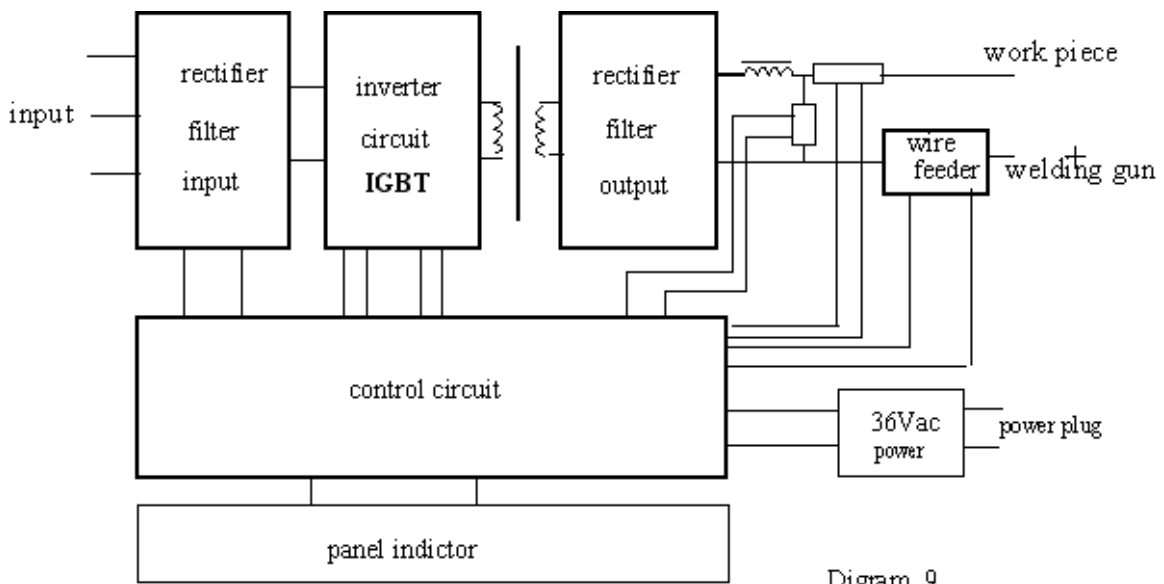 input
rectifier
filter
input
inverter
circuit
IGBT
rectifier
filter
output
work piece
wire
feeder
+
welding gun
control circuit
36Vac
power
power plug
panel indictor
Digram 9